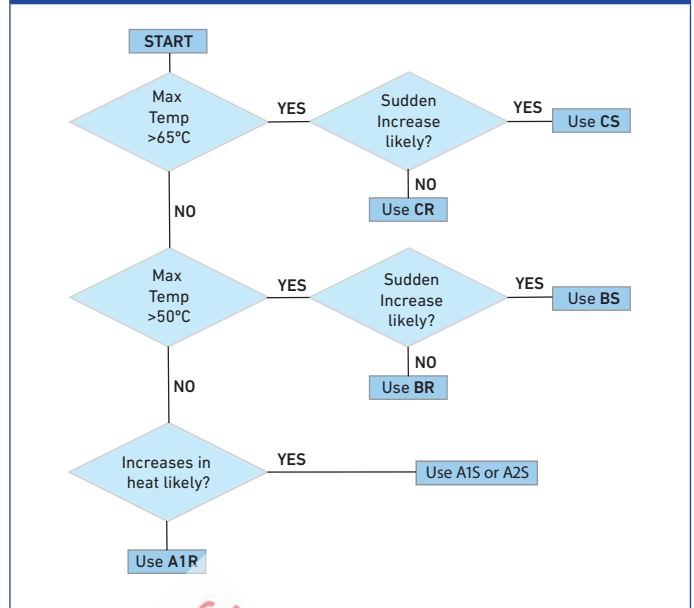 START
Max
Temp
>65°C
YES
Sudden
Increase
likely?
YES
Use CS
NO
Use CR
NO
Max
Temp
>50°C
YES
Sudden
Increase
likely?
YES
Use BS
NO
Use BR
NO
Increases in
heat likely?
YES
Use A1S or A2S
Use A1R